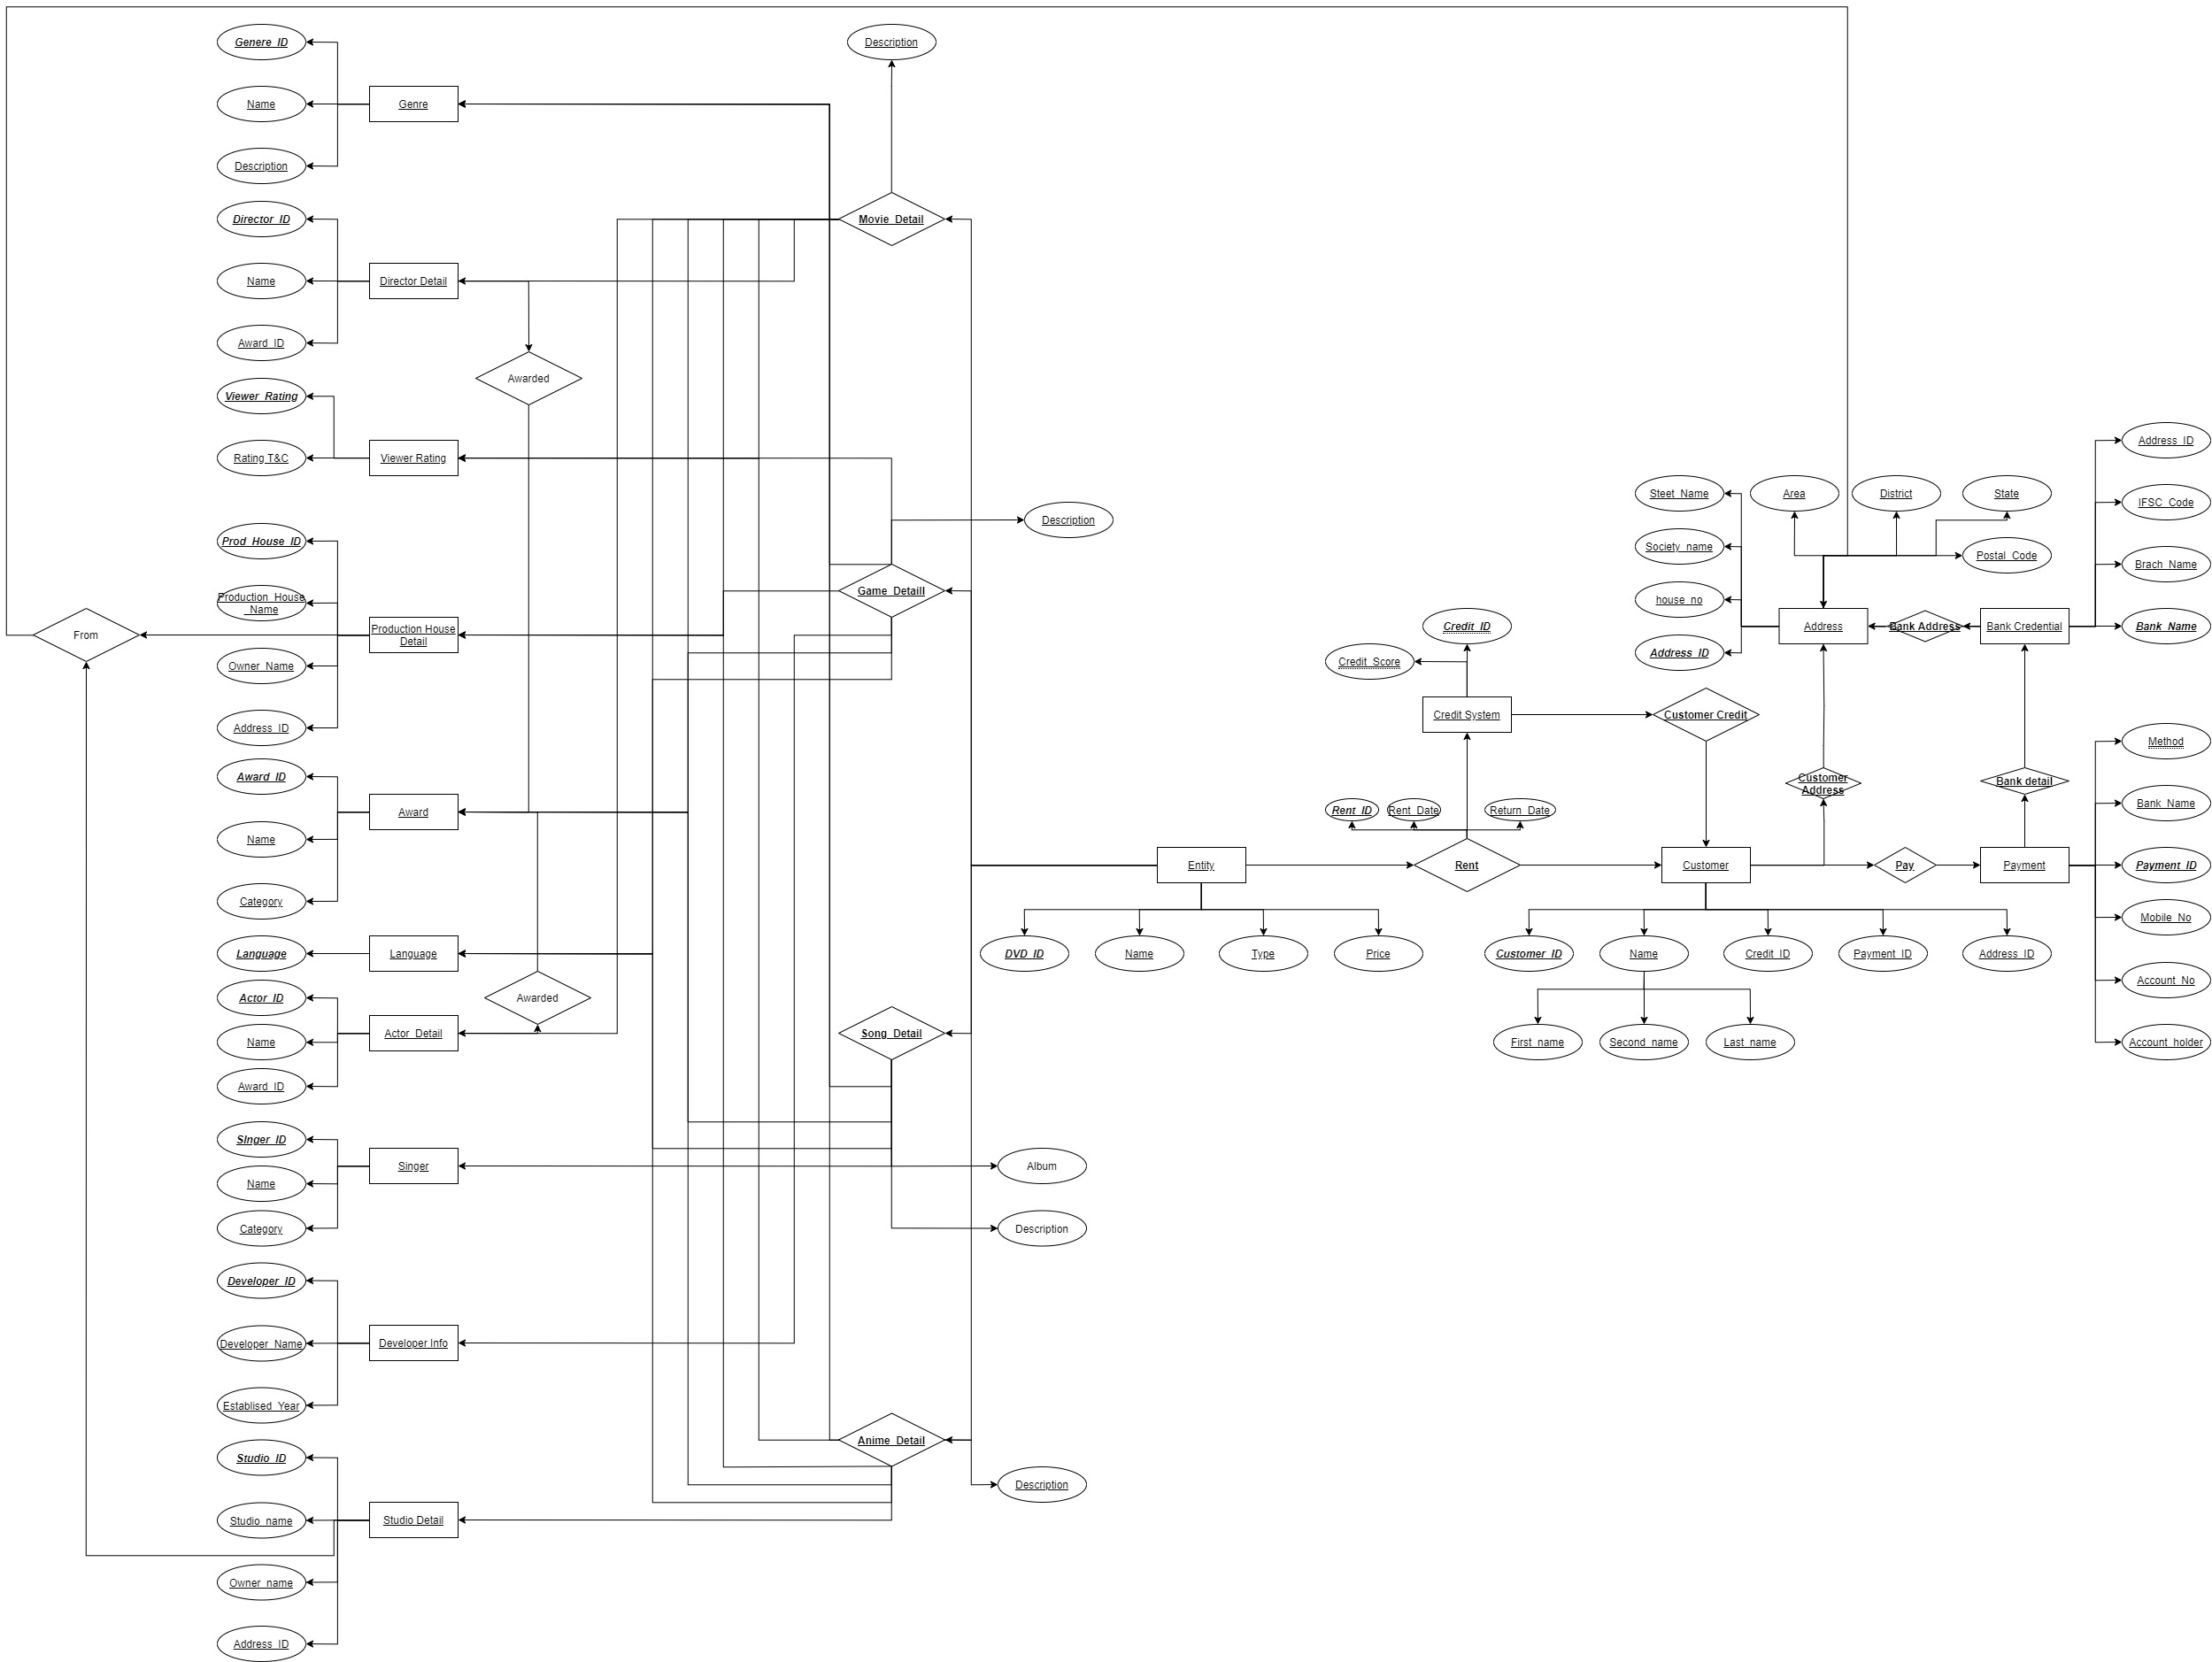 Genere_ID
Name
Description
Genre
Director_ID
Name
Award_ID
Director Detail
Awarded
Viewer_Rating
Rating T&C
Viewer Rating
Prod_House_ID
Production_House
_Name
Owner_Name
Address_ID
Production House
Detail
From
Award_ID
Name
Category
Award
Language
Language
Actor_ID
Name
Award_ID
Actor_Detail
Awarded
SInger_ID
Name
Category
Singer
Developer_ID
Developer_Name
Establised_Year
Developer Info
Studio_ID
Studio_name
Owner_name
Address_ID
Studio Detail
Description
Movie_Detail
Description
Game_Detaill
Song_Detail
Album
Description
Anime_Detail
Description
Entity
DVD_ID
Name
Type
Price
Rent
Rent_ID
Rent_Date
Return_Date
Credit_ID
Credit_Score
Credit System
Customer Credit
Customer
Customer_ID
Name
Credit_ID
Payment_ID
Address_ID
First_name
Second_name
Last_name
Steet_Name
Area
District
State
Society_name
Postal_Code
house_no
Address_ID
Address
Bank Address
Bank Credential
Address_ID
IFSC_Code
Brach_Name
Bank_Name
Customer
Address
Bank detail
Pay
Payment
Method
Bank_Name
Payment_ID
Mobile_No
Account_No
Account_holder